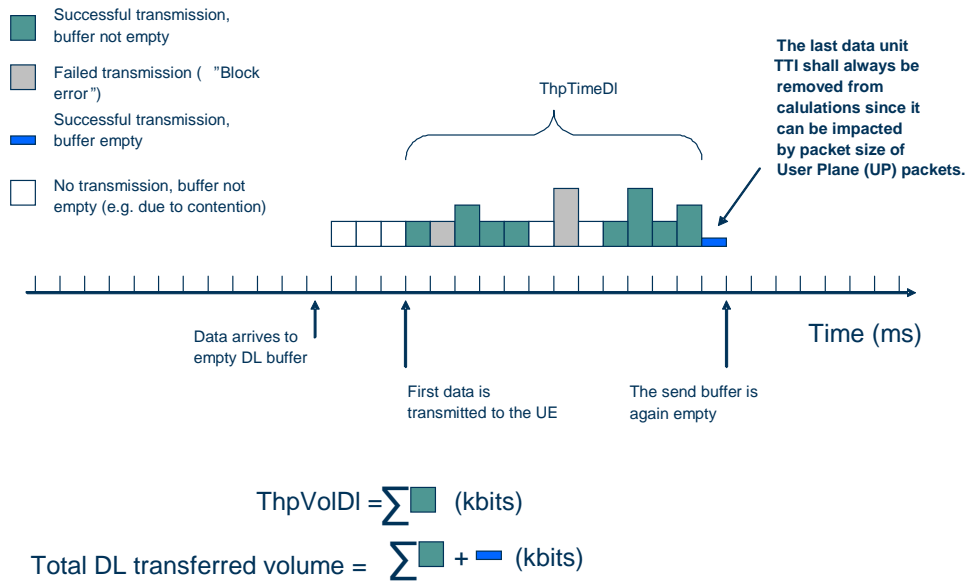 Successful transmission,
buffer not empty
Failed transmission ( "Block
error")
Successful transmission,
buffer empty
No transmission, buffer not
empty (e.g. due to contention)
ThpTimeDl
The last data unit
TTI shall always be
removed from
calulations since it
can be impacted
by packet size of
User Plane (UP) packets.
Data arrives to
empty DL buffer
First data is
transmitted to the UE
The send buffer is
again empty
Time (ms)
ThpVolDl = ∑ (kbits)
Total DL transferred volume = ∑ + (kbits)